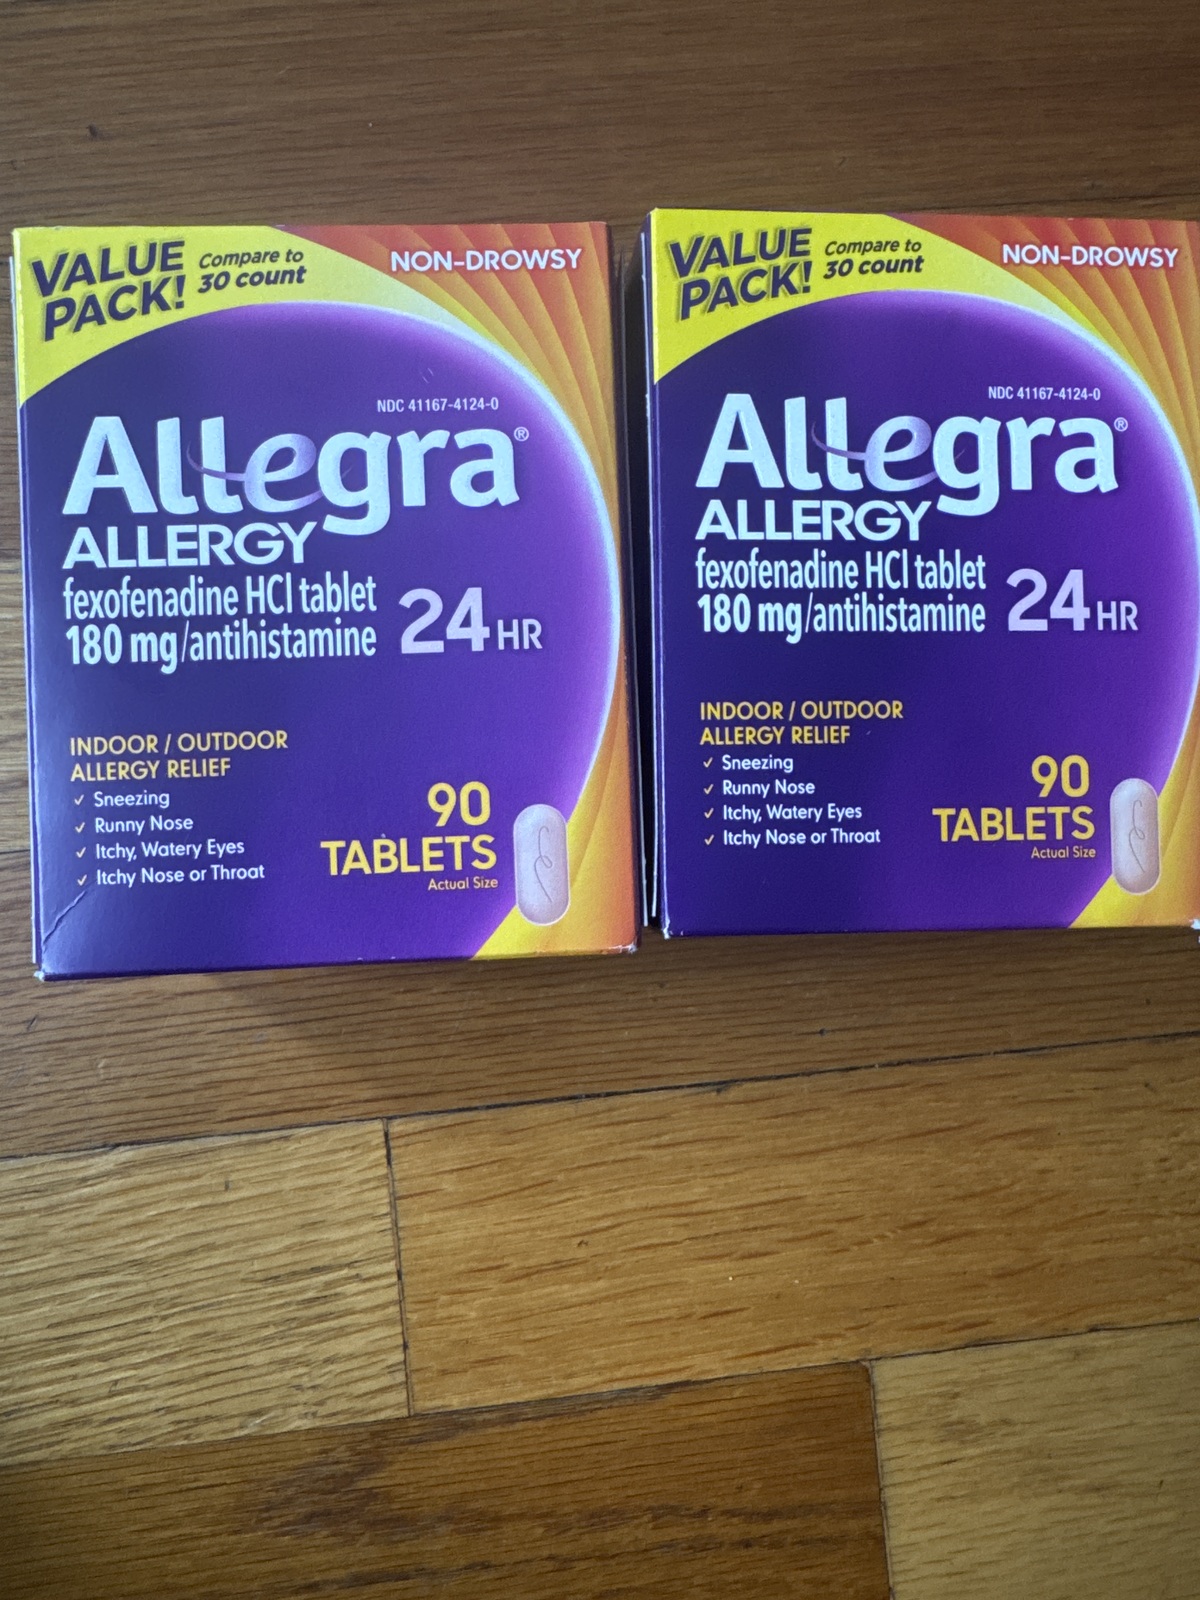 VALUE
PACK!
Compare to
30 count
NON-DROWSY
NDC 41167-4124-0
Allegra®
ALLERGY
fexofenadine HCl tablet
180 mg/antihistamine
24 HR
INDOOR / OUTDOOR
ALLERGY RELIEF
✓ Sneezing
✓ Runny Nose
✓ Itchy, Watery Eyes
✓ Itchy Nose or Throat
90
TABLETS
Actual Size
VALUE
PACK!
Compare to
30 count
NON-DROWSY
NDC 41167-4124-0
Allegra®
ALLERGY
fexofenadine HCl tablet
180 mg/antihistamine
24 HR
INDOOR / OUTDOOR
ALLERGY RELIEF
✓ Sneezing
✓ Runny Nose
✓ Itchy, Watery Eyes
✓ Itchy Nose or Throat
90
TABLETS
Actual Size